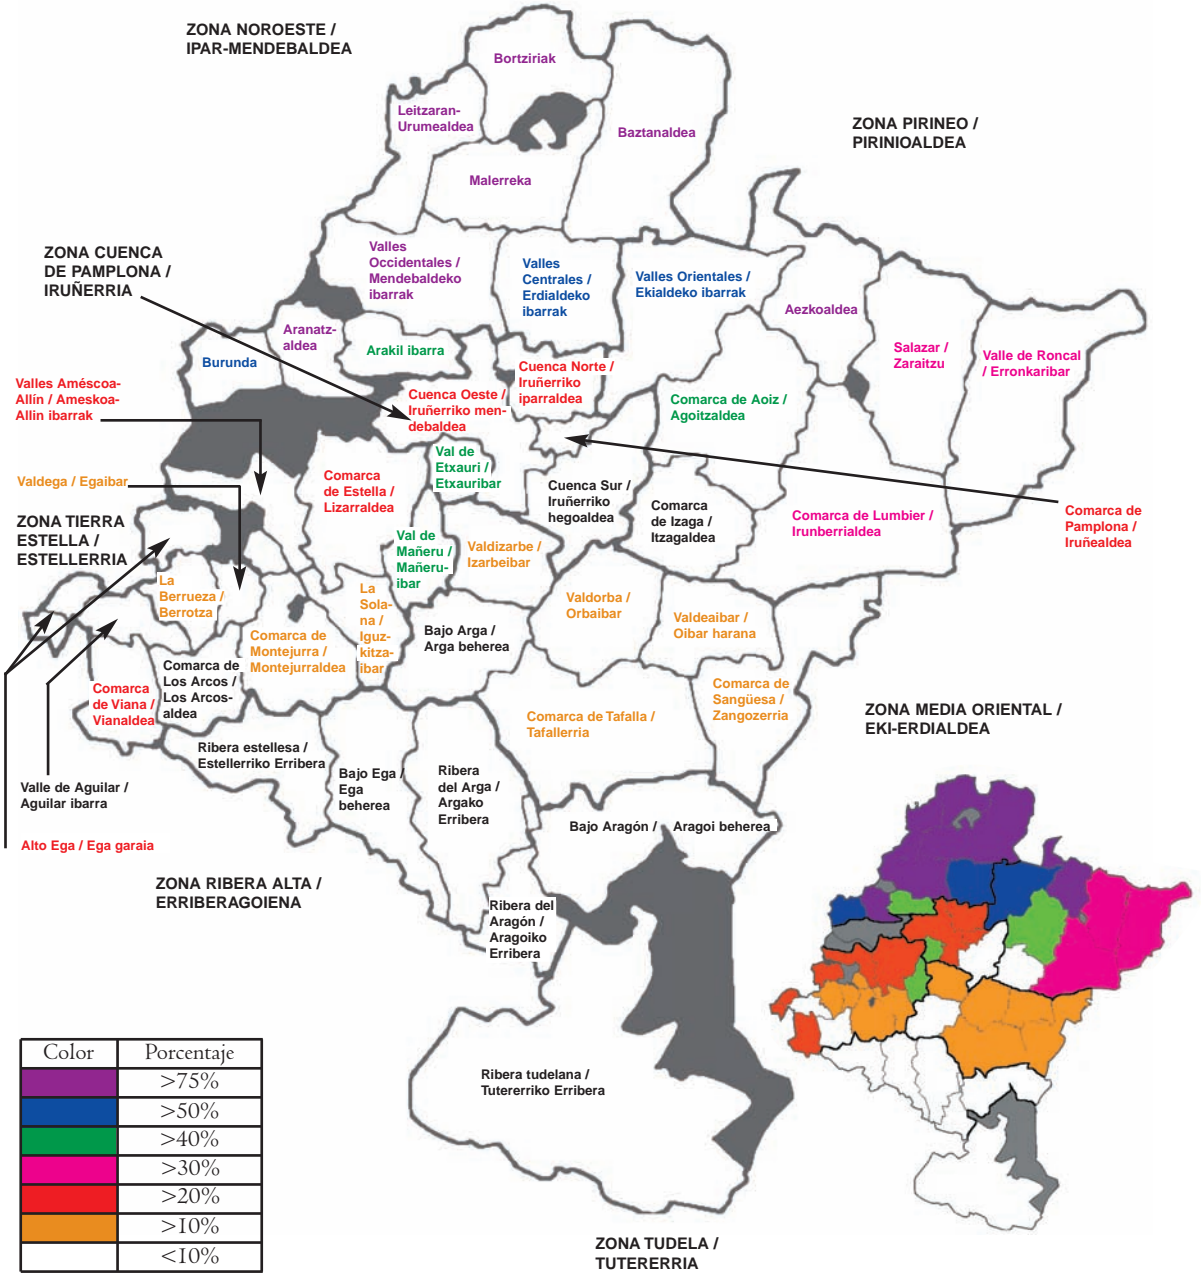 ZONA NOROESTE /
IPAR-MENDEBALDEA
Bortziriak
Leitzaran-
Urumealdea
Baztanaldea
ZONA PIRINEO /
PIRINIOALDEA
Malerreka
ZONA CUENCA
DE PAMPLONA /
IRUÑERRIA
Valles
Occidentales /
Mendebaldeko
ibarrak
Valles
Centrales /
Erdialdeko
ibarrak
Valles Orientales /
Ekialdeko ibarrak
Aezkoaldea
Aranatz-
aldea
Arakil ibarra
Burunda
Salazar /
Zaraitzu
Valle de Roncal
/ Erronkaribar
Valles Améscoa-
Allín / Ameskoa-
Allin ibarrak
Cuenca Norte /
Iruñerriko
iparraldea
Cuenca Oeste /
Iruñerriko men-
debaldea
Comarca de Aoiz /
Agoitzaldea
Val de
Etxauri /
Etxauribar
Valdega / Egaibar
Comarca
de Estella /
Lizarraldea
Cuenca Sur /
Iruñerriko
hegoaldea
Comarca
de Izaga /
Itzagaldea
Comarca de Lumbier /
Irunberrialdea
Comarca de
Pamplona /
Iruñealdea
ZONA TIERRA
ESTELLA /
ESTELLERRIA
Val de
Mañeru /
Mañeru-
ibar
Valdizarbe /
Izarbeibar
La
Berrueza /
Berrotza
La
Sola-
na /
Iguz-
kitza-
ibar
Valdorba /
Orbaibar
Valdeaibar /
Oibar harana
Comarca de
Montejurra /
Montejurraldea
Bajo Arga /
Arga beherea
Comarca de
Los Arcos /
Los Arcos-
aldea
Comarca
de Viana /
Vianaldea
Comarca de
Sangüesa /
Zangozerria
Comarca de Tafalla /
Tafallerria
ZONA MEDIA ORIENTAL /
EKI-ERDIALDEA
Ribera estellesa /
Estellerriko Erribera
Bajo Ega /
Ega
beherea
Ribera
del Arga /
Argako
Erribera
Valle de Aguilar /
Aguilar ibarra
Bajo Aragón / Aragoi beherea
Alto Ega / Ega garaia
ZONA RIBERA ALTA /
ERRIBERAGOIENA
Ribera del
Aragón /
Aragoiko
Erribera
Ribera tudelana /
Tutererriko Erribera
Color Porcentaje
>75%
>50%
>40%
>30%
>20%
>10%
<10%
ZONA TUDELA /
TUTERERRIA